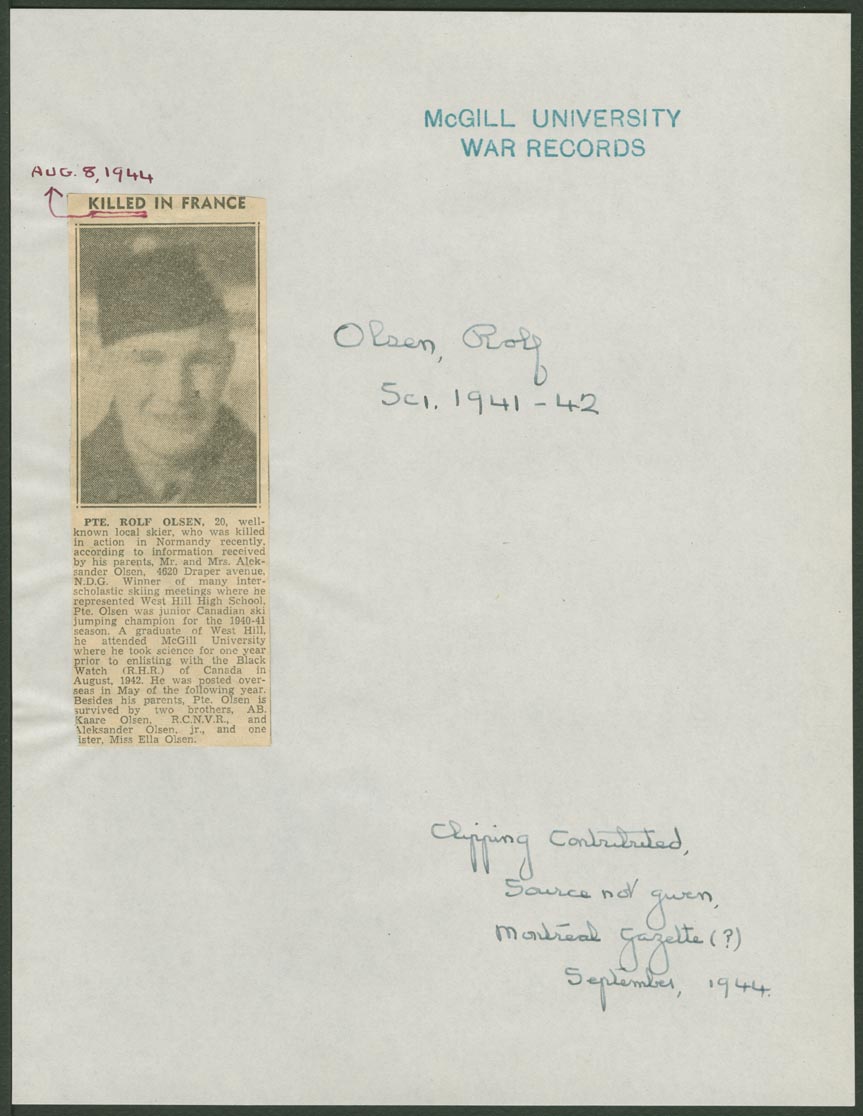 McGILL UNIVERSITY
WAR RECORDS
AUG. 8, 1944
KILLED IN FRANCE
Olsen, Rolf
Sci. 1941-42
PTE. ROLF OLSEN, 20, well-
known local skier, who was killed
in action in Normandy recently,
according to information received
by his parents, Mr. and Mrs. Alek-
sander Olsen, 4620 Draper avenue,
N.D.G. Winner of many inter-
scholastic skiing meetings where he
represented West Hill High School,
Pte. Olsen was junior Canadian ski
jumping champion for the 1940-41
season. A graduate of West Hill,
he attended McGill University
where he took science for one year
prior to enlisting with the Black
Watch (R.H.R.) of Canada in
August, 1942. He was posted over-
seas in May of the following year.
Besides his parents, Pte. Olsen is
survived by two brothers, AB.
Kaare Olsen, R.C.N.V.R., and
Aleksander Olsen, jr., and one
ister, Miss Ella Olsen.
Clipping Contributed,
Source not given,
Montreal Gazette (?)
September, 1944.